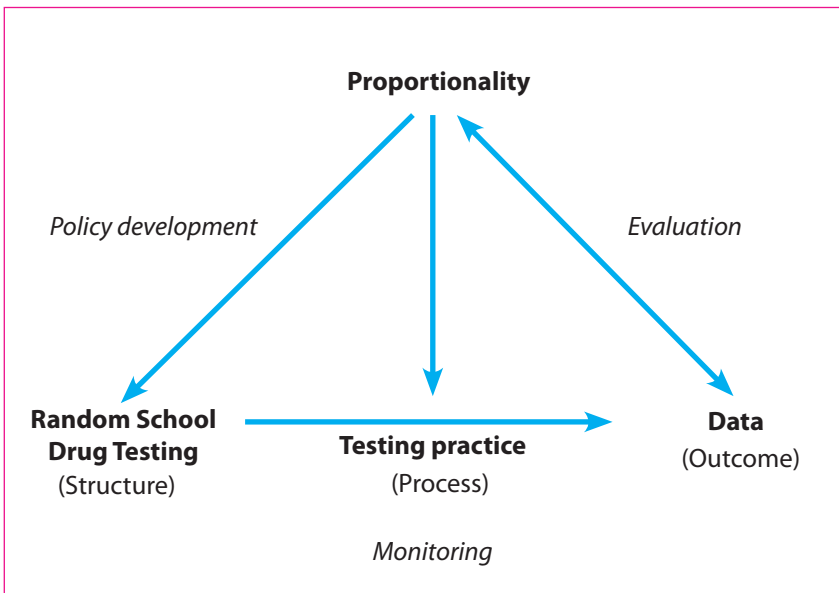 Proportionality
Policy development
Evaluation
Random School
Drug Testing
(Structure)
Testing practice
(Process)
Data
(Outcome)
Monitoring